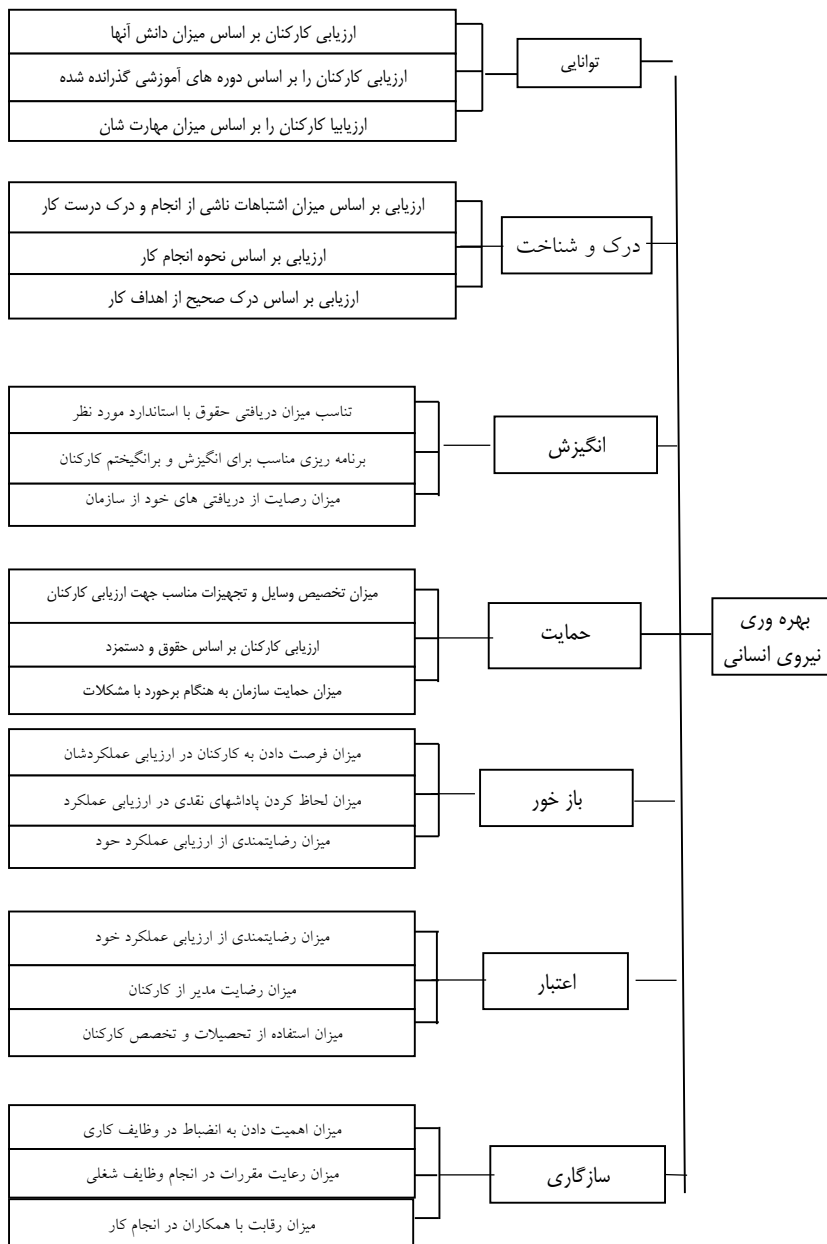 بهره وری
نیروی انسانی
توانایی
ارزیابی کارکنان بر اساس میزان دانش آنها
ارزیابی کارکنان را بر اساس دوره های آموزشی گذرانده شده
ارزیابیا کارکنان را بر اساس میزان مهارت شان
درک و شناخت
ارزیابی بر اساس میزان اشتباهات ناشی از انجام و درک درست کار
ارزیابی بر اساس نحوه انجام کار
ارزیابی بر اساس درک صحیح از اهداف کار
انگیزش
تناسب میزان دریافتی حقوق با استاندارد مورد نظر
برنامه ریزی مناسب برای انگیزش و برانگیختم کارکنان
میزان رصایت از دریافتی های خود از سازمان
حمایت
میزان تخصیص وسایل و تجهیزات مناسب جهت ارزیابی کارکنان
ارزیابی کارکنان بر اساس حقوق و دستمزد
میزان حمایت سازمان به هنگام برحورد با مشکلات
باز خور
میزان فرصت دادن به کارکنان در ارزیابی عملکردشان
میزان لحاظ کردن پاداشهای نقدی در ارزیابی عملکرد
میزان رضایتمندی از ارزیابی عملکرد حود
اعتبار
میزان رضایتمندی از ارزیابی عملکرد خود
میزان رضایت مدیر از کارکنان
میزان استفاده از تحصیلات و تخصص کارکنان
سازگاری
میزان اهمیت دادن به انضباط در وظایف کاری
میزان رعایت مقررات در انجام وظایف شغلی
میزان رقابت با همکاران در انجام کار